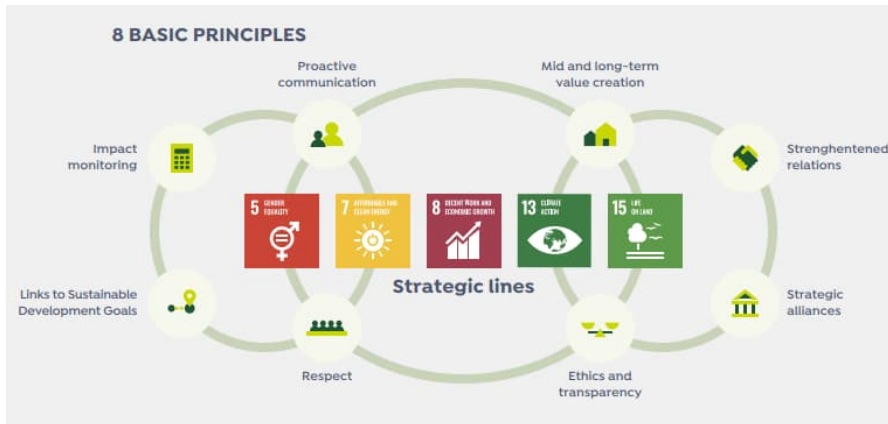 8 BASIC PRINCIPLES
Proactive
communication
Mid and long-term
value creation
Impact
monitoring
Strenghtened
relations
5 GENDER
EQUALITY
7 AFFORDABLE AND
CLEAN ENERGY
8 DECENT WORK AND
ECONOMIC GROWTH
13 CLIMATE
ACTION
15 LIFE
ON LAND
Strategic lines
Links to Sustainable
Development Goals
Strategic
alliances
Respect
Ethics and
transparency